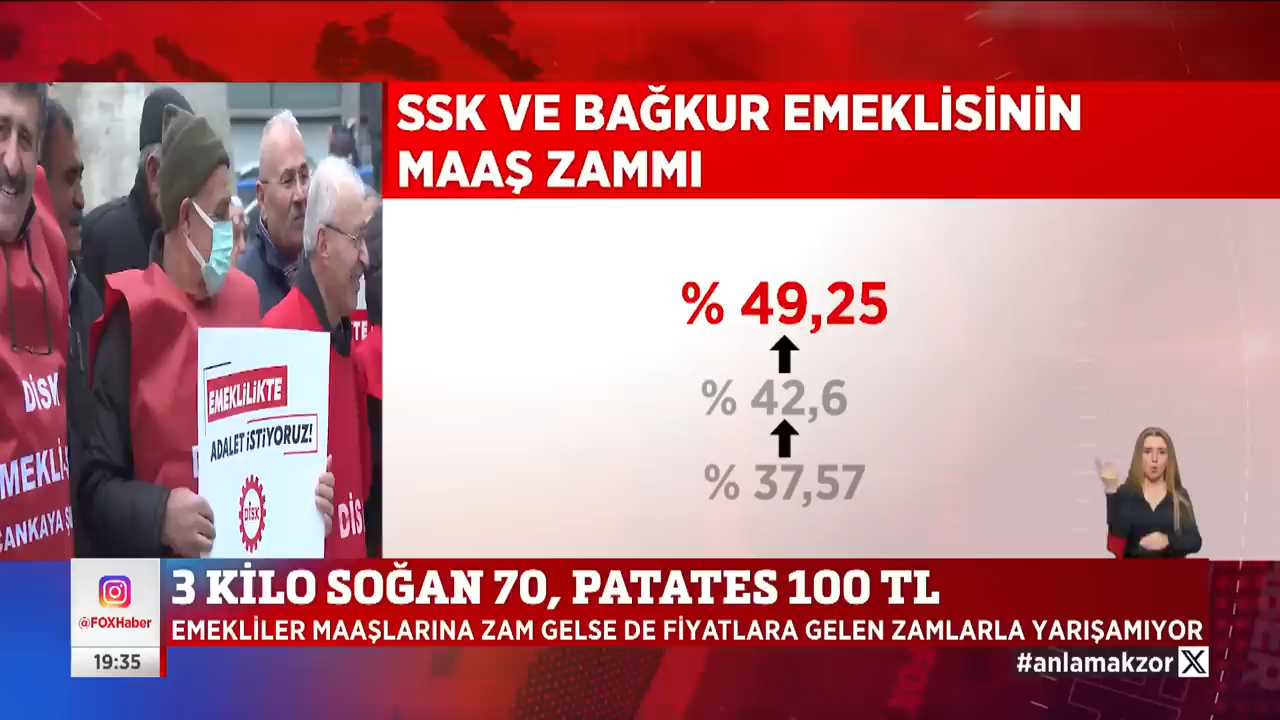 SSK VE BAĞKUR EMEKLİSİNİN
MAAŞ ZAMMI
% 49,25
% 42,6
% 37,57
DİSK
EMEKLİLİKTE
ADALET İSTİYORUZ!
DİSK
3 KİLO SOĞAN 70, PATATES 100 TL
EMEKLİLER MAAŞLARINA ZAM GELSE DE FİYATLARA GELEN ZAMLARLA YARIŞAMIYOR
@FOXHaber
19:35
#anlamakzor X